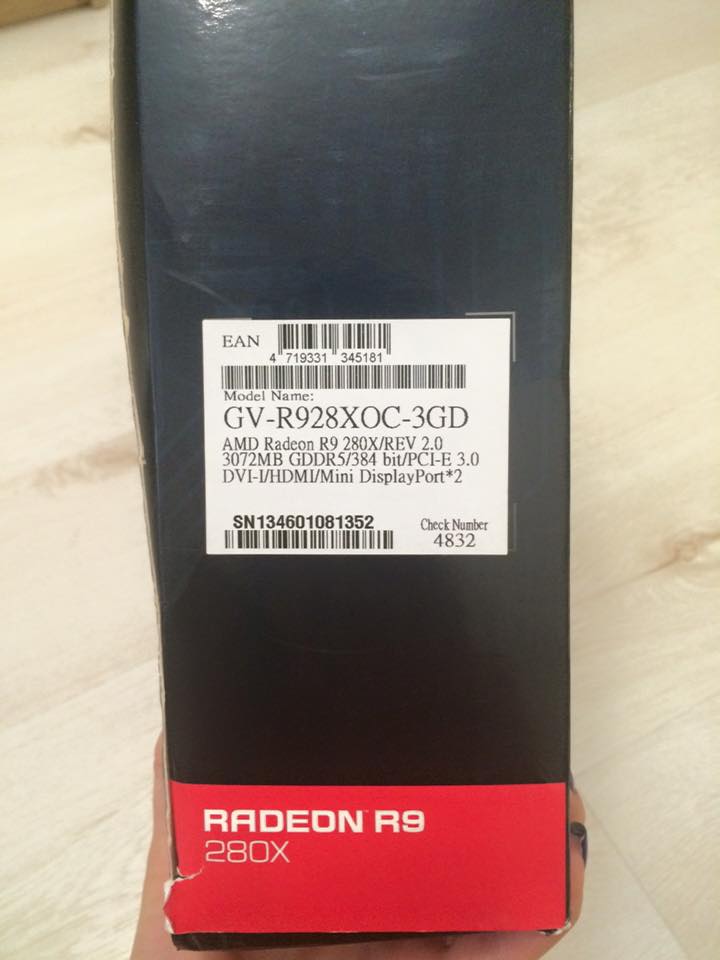 EAN
4 719331 345181
Model Name:
GV-R928XOC-3GD
AMD Radeon R9 280X/REV 2.0
3072MB GDDR5/384 bit/PCI-E 3.0
DVI-I/HDMI/Mini DisplayPort*2
SN134601081352
Check Number
4832
RADEON™ R9
280X